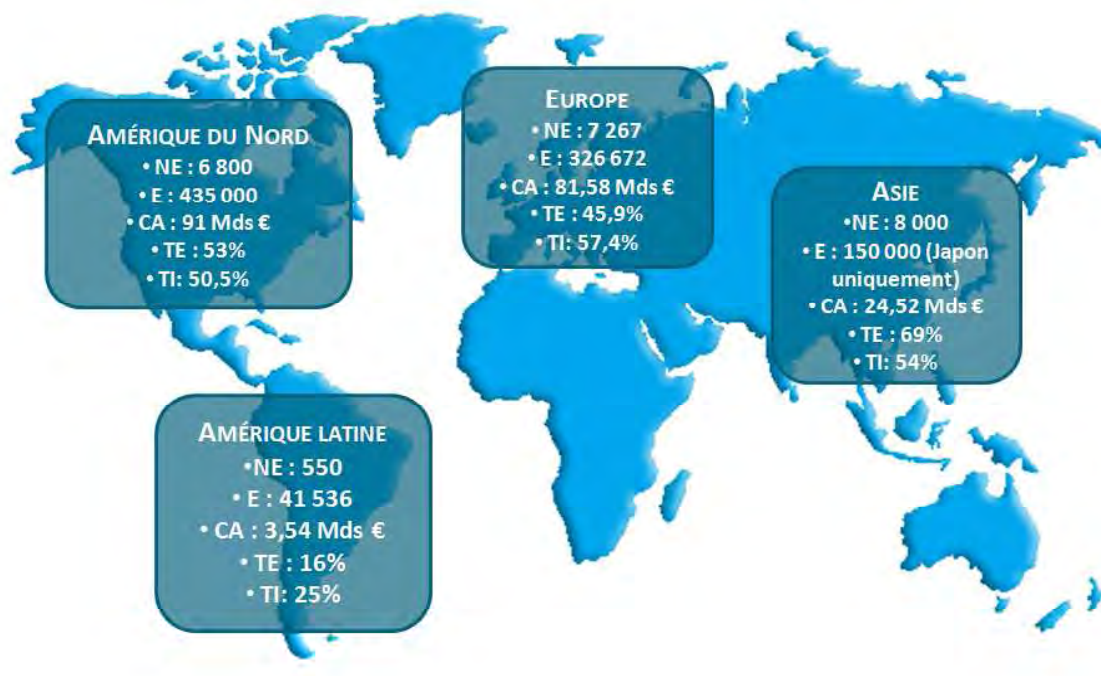 AMÉRIQUE DU NORD
• NE : 6 800
• E : 435 000
• CA : 91 Mds €
• TE : 53%
• TI: 50,5%
EUROPE
• NE : 7 267
• E : 326 672
• CA : 81,58 Mds €
• TE : 45,9%
• TI: 57,4%
ASIE
•NE : 8 000
• E : 150 000 (Japon
uniquement)
• CA : 24,52 Mds €
• TE : 69%
• TI: 54%
AMÉRIQUE LATINE
•NE : 550
• E : 41 536
• CA : 3,54 Mds €
• TE : 16%
• TI: 25%